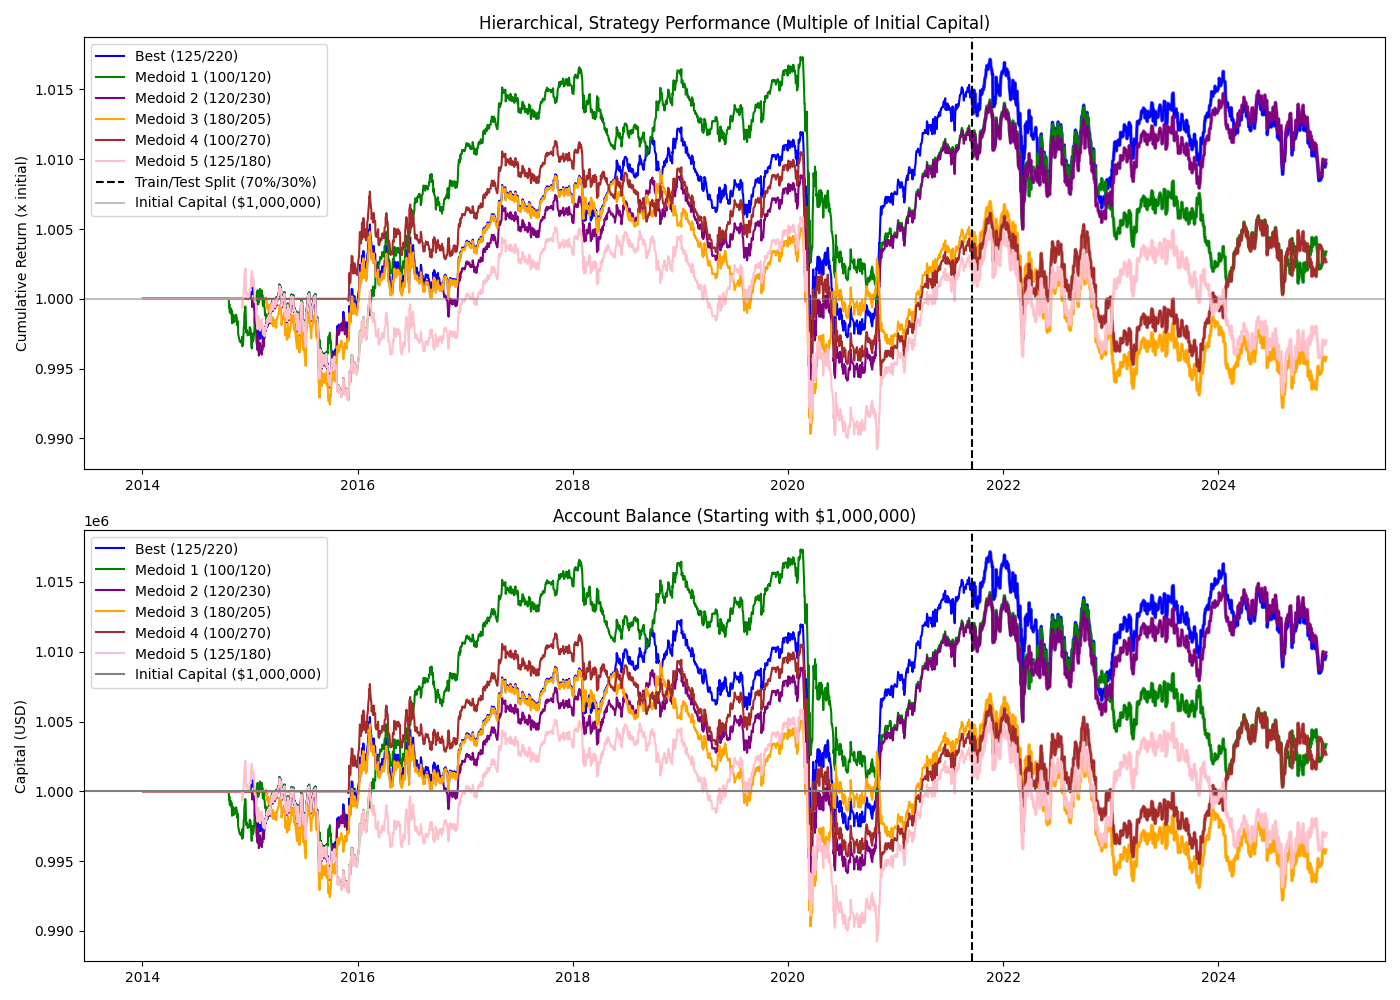 Hierarchical, Strategy Performance (Multiple of Initial Capital)
Cumulative Return (x initial)
1.015
1.010
1.005
1.000
0.995
0.990
Best (125/220)
Medoid 1 (100/120)
Medoid 2 (120/230)
Medoid 3 (180/205)
Medoid 4 (100/270)
Medoid 5 (125/180)
Train/Test Split (70%/30%)
Initial Capital ($1,000,000)
2014 2016 2018 2020 2022 2024
Account Balance (Starting with $1,000,000)
1e6
Capital (USD)
1.015
1.010
1.005
1.000
0.995
0.990
Best (125/220)
Medoid 1 (100/120)
Medoid 2 (120/230)
Medoid 3 (180/205)
Medoid 4 (100/270)
Medoid 5 (125/180)
Initial Capital ($1,000,000)
2014 2016 2018 2020 2022 2024